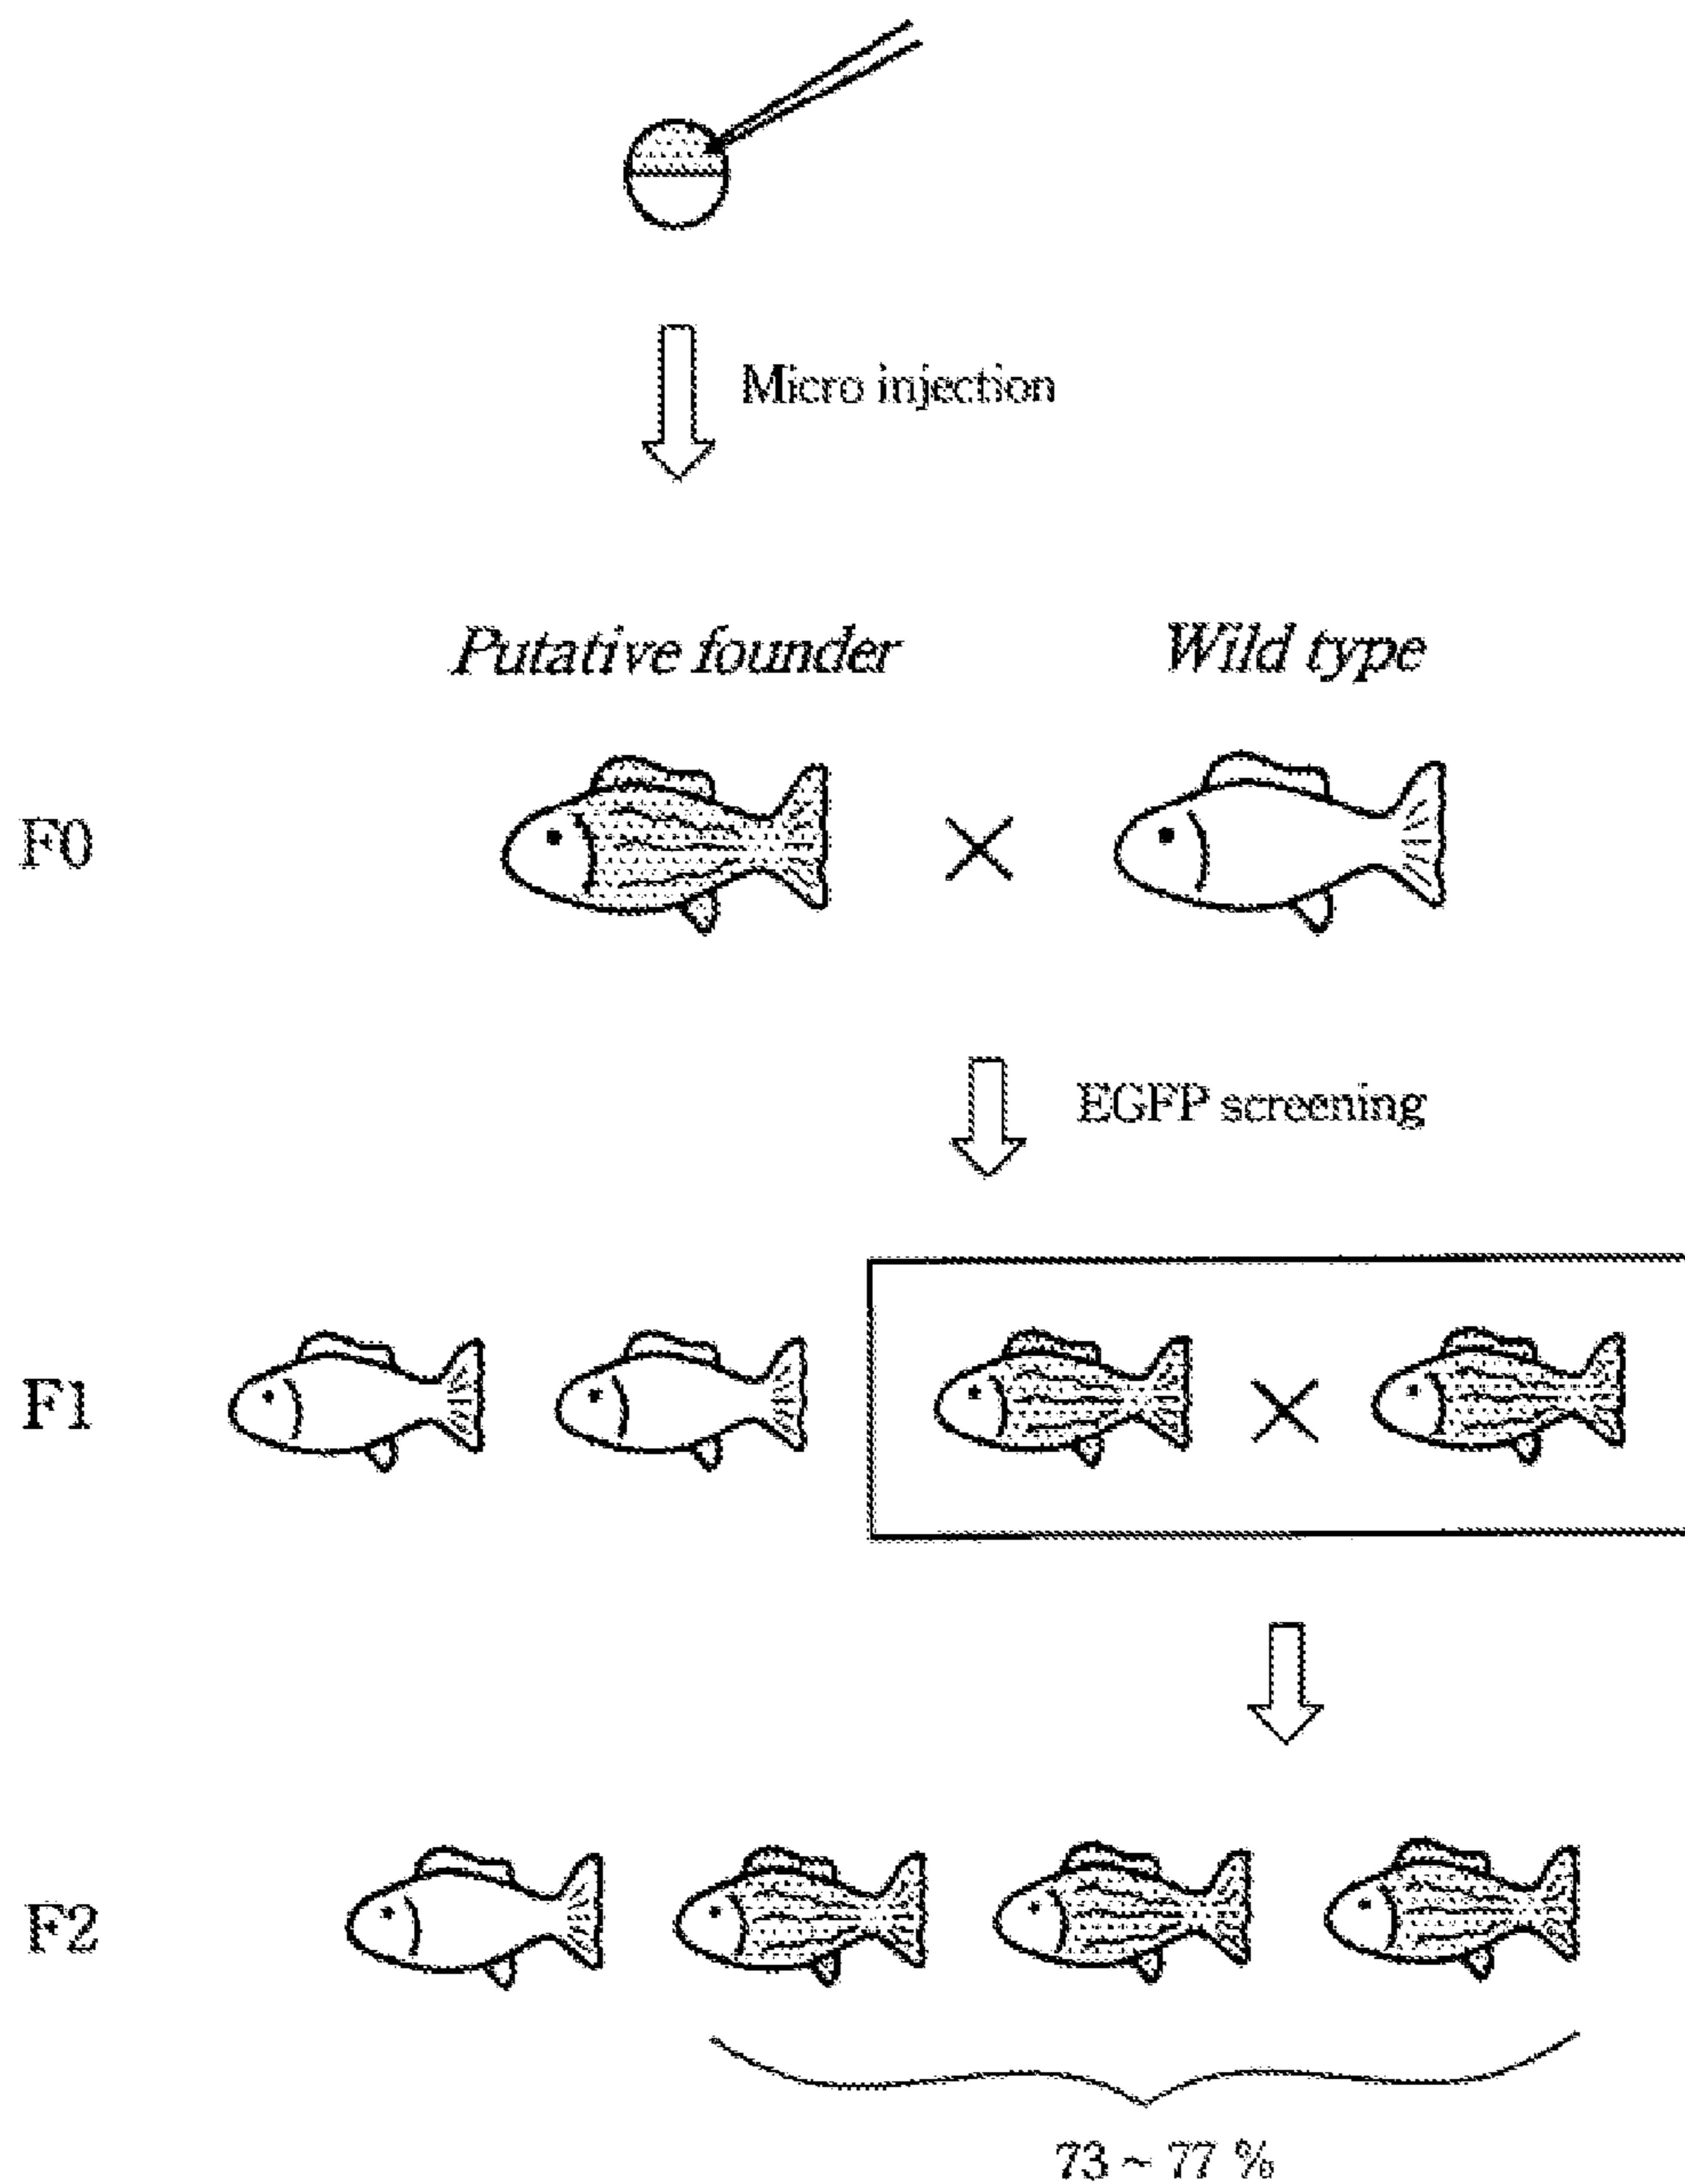 Micro injection
Putative founder
Wild type
F0
EGFP screening
F1
F2
73 ~ 77 %